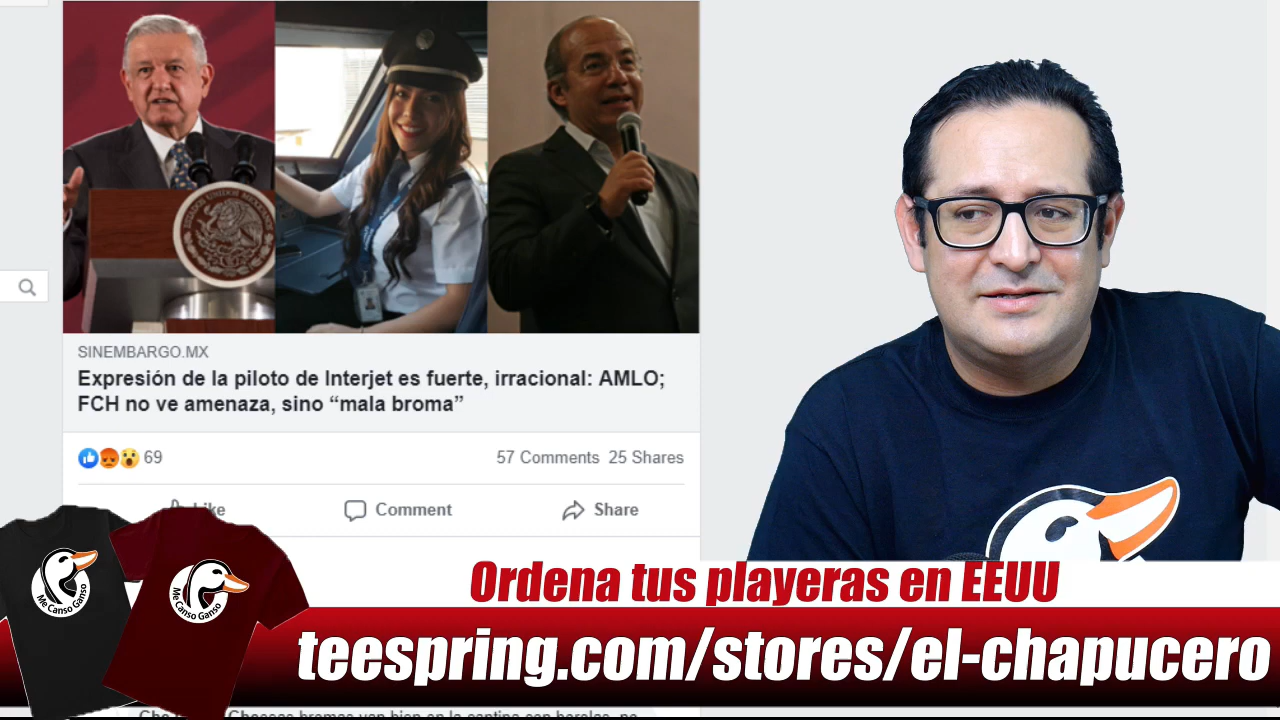 SINEMBARGO.MX
Expresión de la piloto de Interjet es fuerte, irracional: AMLO;
FCH no ve amenaza, sino “mala broma”
69
57 Comments 25 Shares
Like
Comment
Share
Me Canso Ganso
Me Canso Ganso
Ordena tus playeras en EEUU
teespring.com/stores/el-chapucero